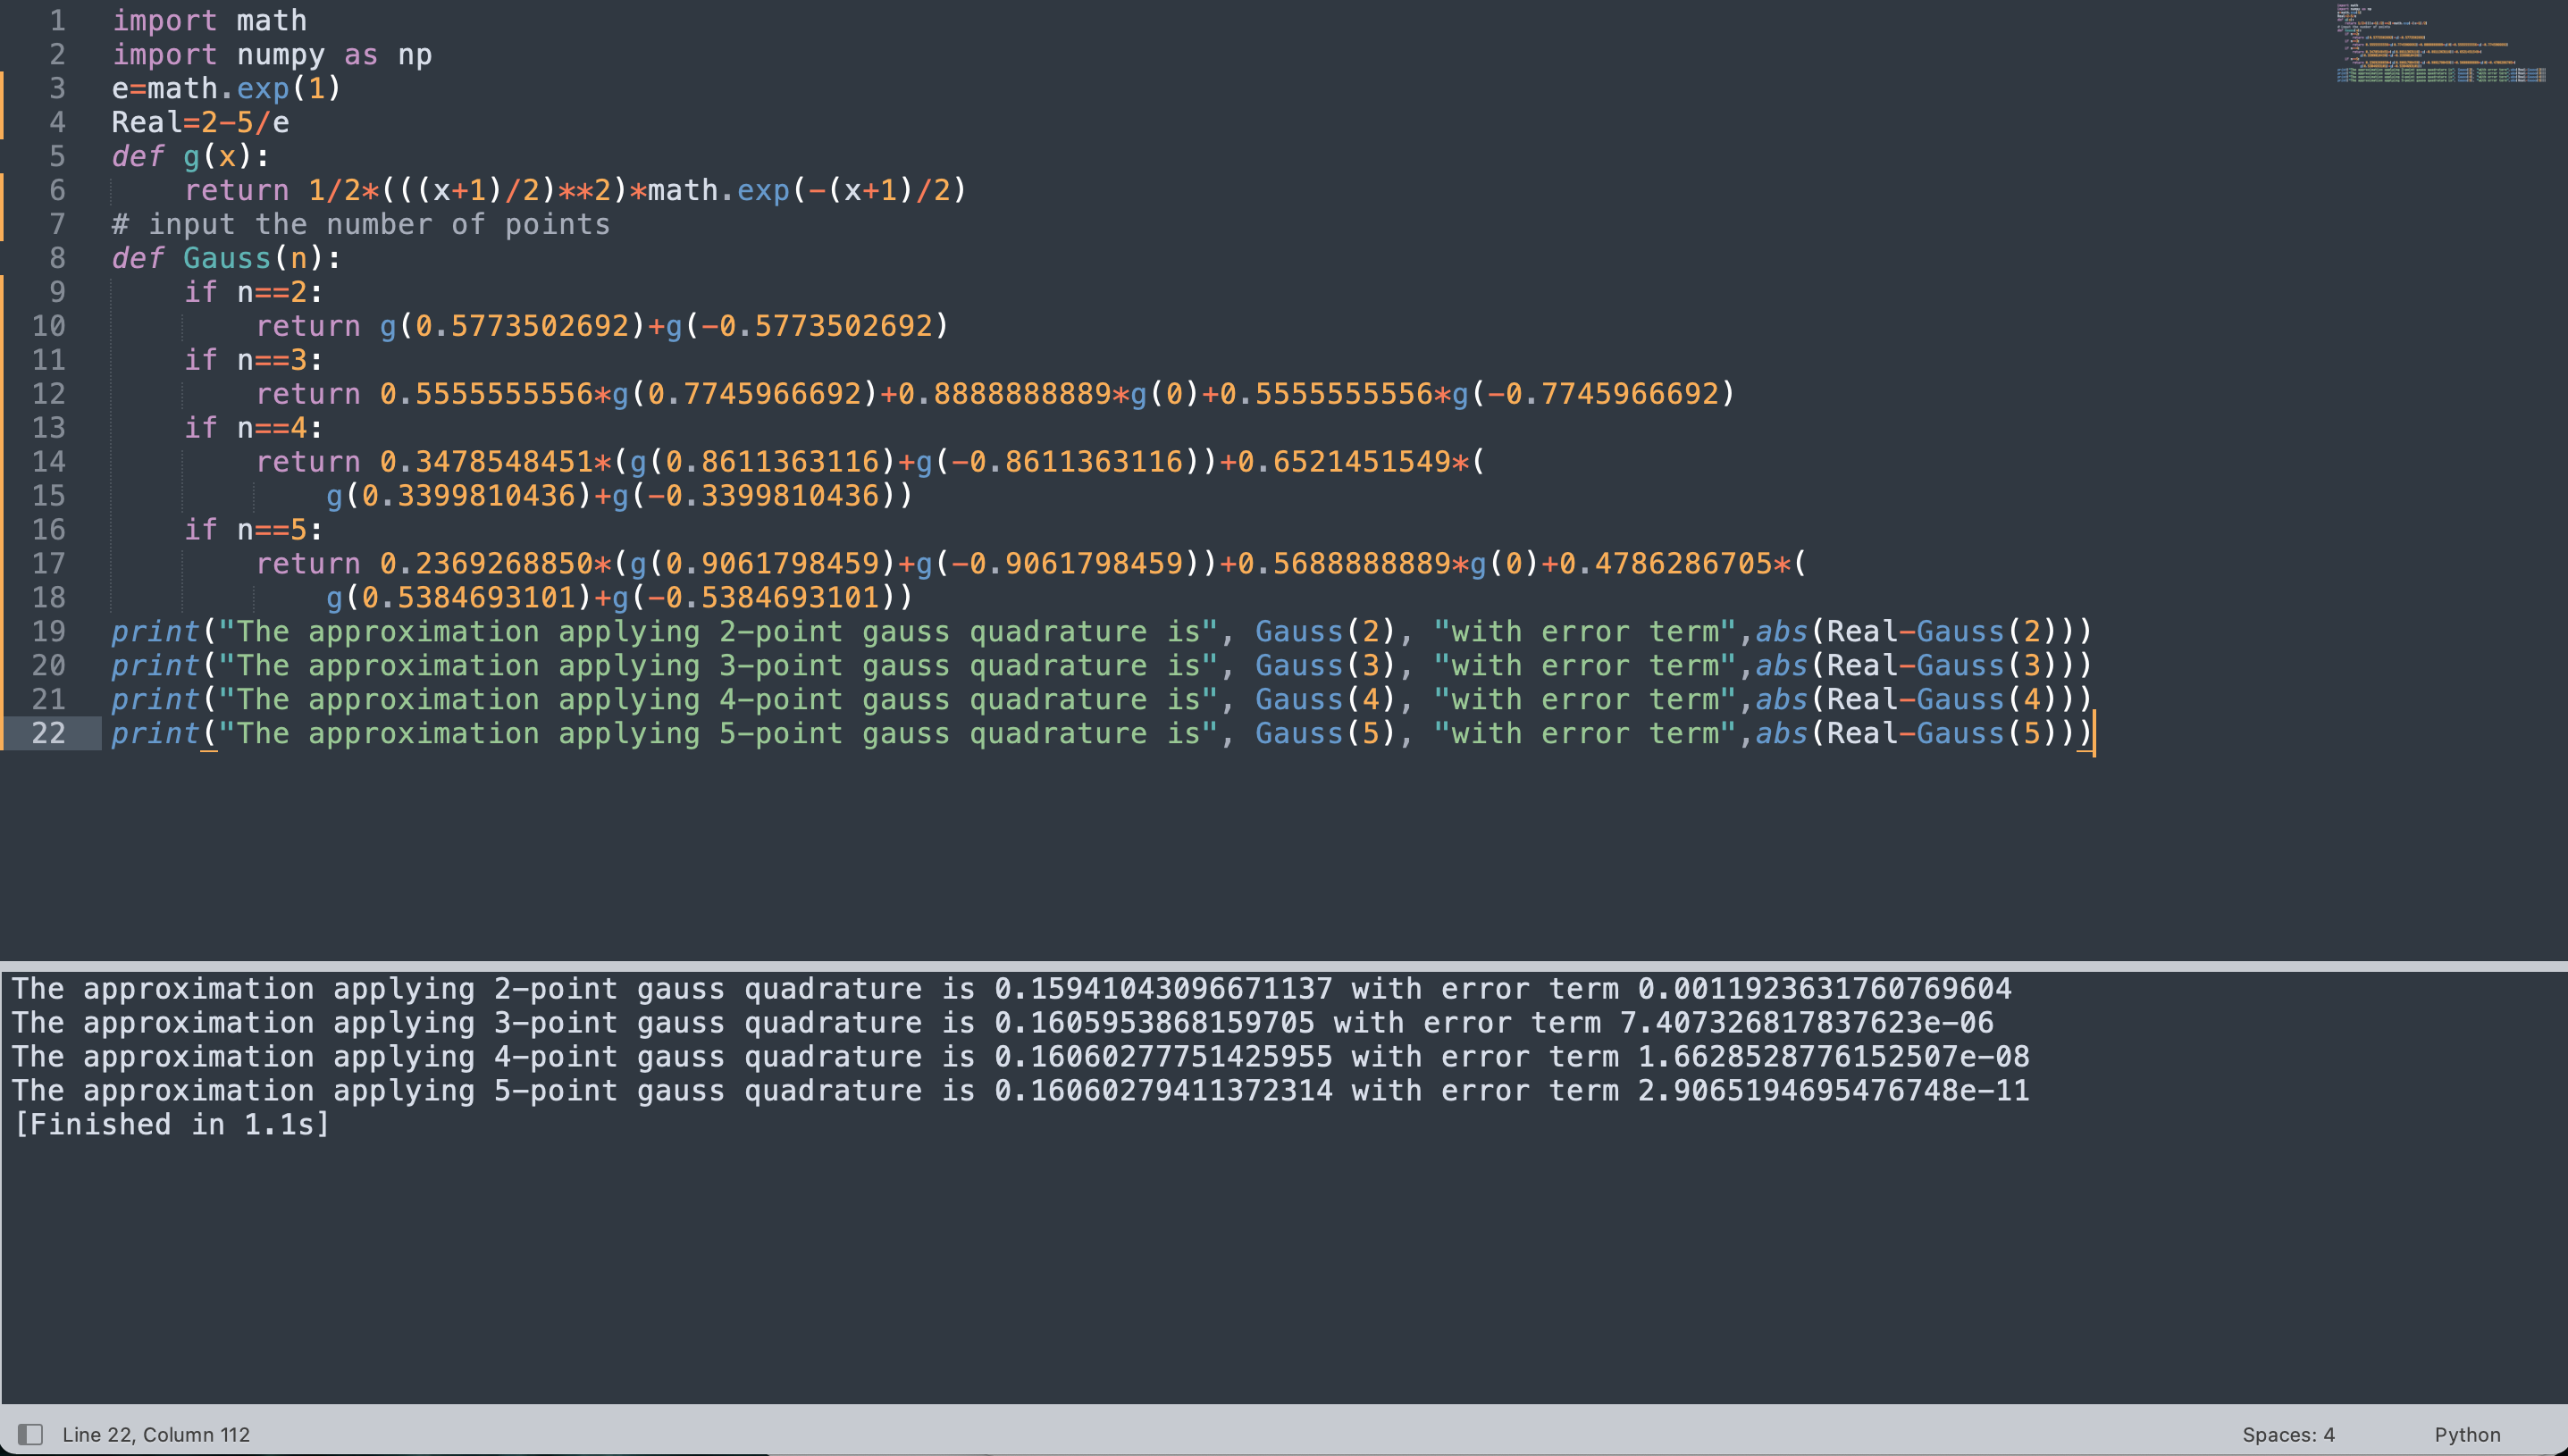 1 import math
2 import numpy as np
3 e=math.exp(1)
4 Real=2-5/e
5 def g(x):
6     return 1/2*(((x+1)/2)**2)*math.exp(-(x+1)/2)
7 # input the number of points
8 def Gauss(n):
9     if n==2:
10         return g(0.5773502692)+g(-0.5773502692)
11     if n==3:
12         return 0.5555555556*g(0.7745966692)+0.8888888889*g(0)+0.5555555556*g(-0.7745966692)
13     if n==4:
14         return 0.3478548451*(g(0.8611363116)+g(-0.8611363116))+0.6521451549*(
15             g(0.3399810436)+g(-0.3399810436))
16     if n==5:
17         return 0.2369268850*(g(0.9061798459)+g(-0.9061798459))+0.5688888889*g(0)+0.4786286705*(
18             g(0.5384693101)+g(-0.5384693101))
19 print("The approximation applying 2-point gauss quadrature is", Gauss(2), "with error term",abs(Real-Gauss(2)))
20 print("The approximation applying 3-point gauss quadrature is", Gauss(3), "with error term",abs(Real-Gauss(3)))
21 print("The approximation applying 4-point gauss quadrature is", Gauss(4), "with error term",abs(Real-Gauss(4)))
22 print("The approximation applying 5-point gauss quadrature is", Gauss(5), "with error term",abs(Real-Gauss(5)))
The approximation applying 2-point gauss quadrature is 0.15941043096671137 with error term 0.0011923631760769604
The approximation applying 3-point gauss quadrature is 0.1605953868159705 with error term 7.407326817837623e-06
The approximation applying 4-point gauss quadrature is 0.16060277751425955 with error term 1.6628528776152507e-08
The approximation applying 5-point gauss quadrature is 0.16060279411372314 with error term 2.9065194695476748e-11
[Finished in 1.1s]
Line 22, Column 112
Spaces: 4
Python